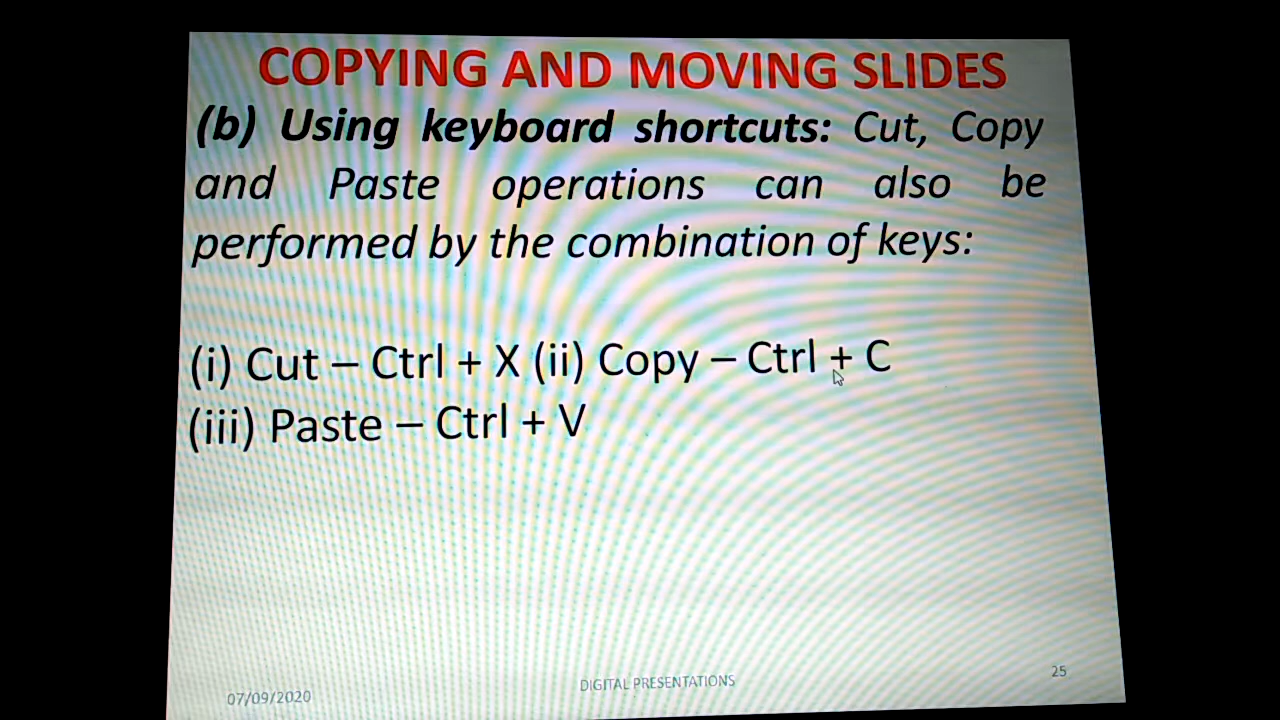 COPYING AND MOVING SLIDES
(b) Using keyboard shortcuts: Cut, Copy
and Paste operations can also be
performed by the combination of keys:
(i) Cut – Ctrl + X (ii) Copy – Ctrl + C
(iii) Paste – Ctrl + V
07/09/2020
DIGITAL PRESENTATIONS
25